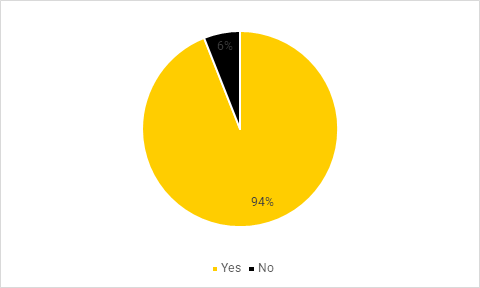 6%
94%
Yes No